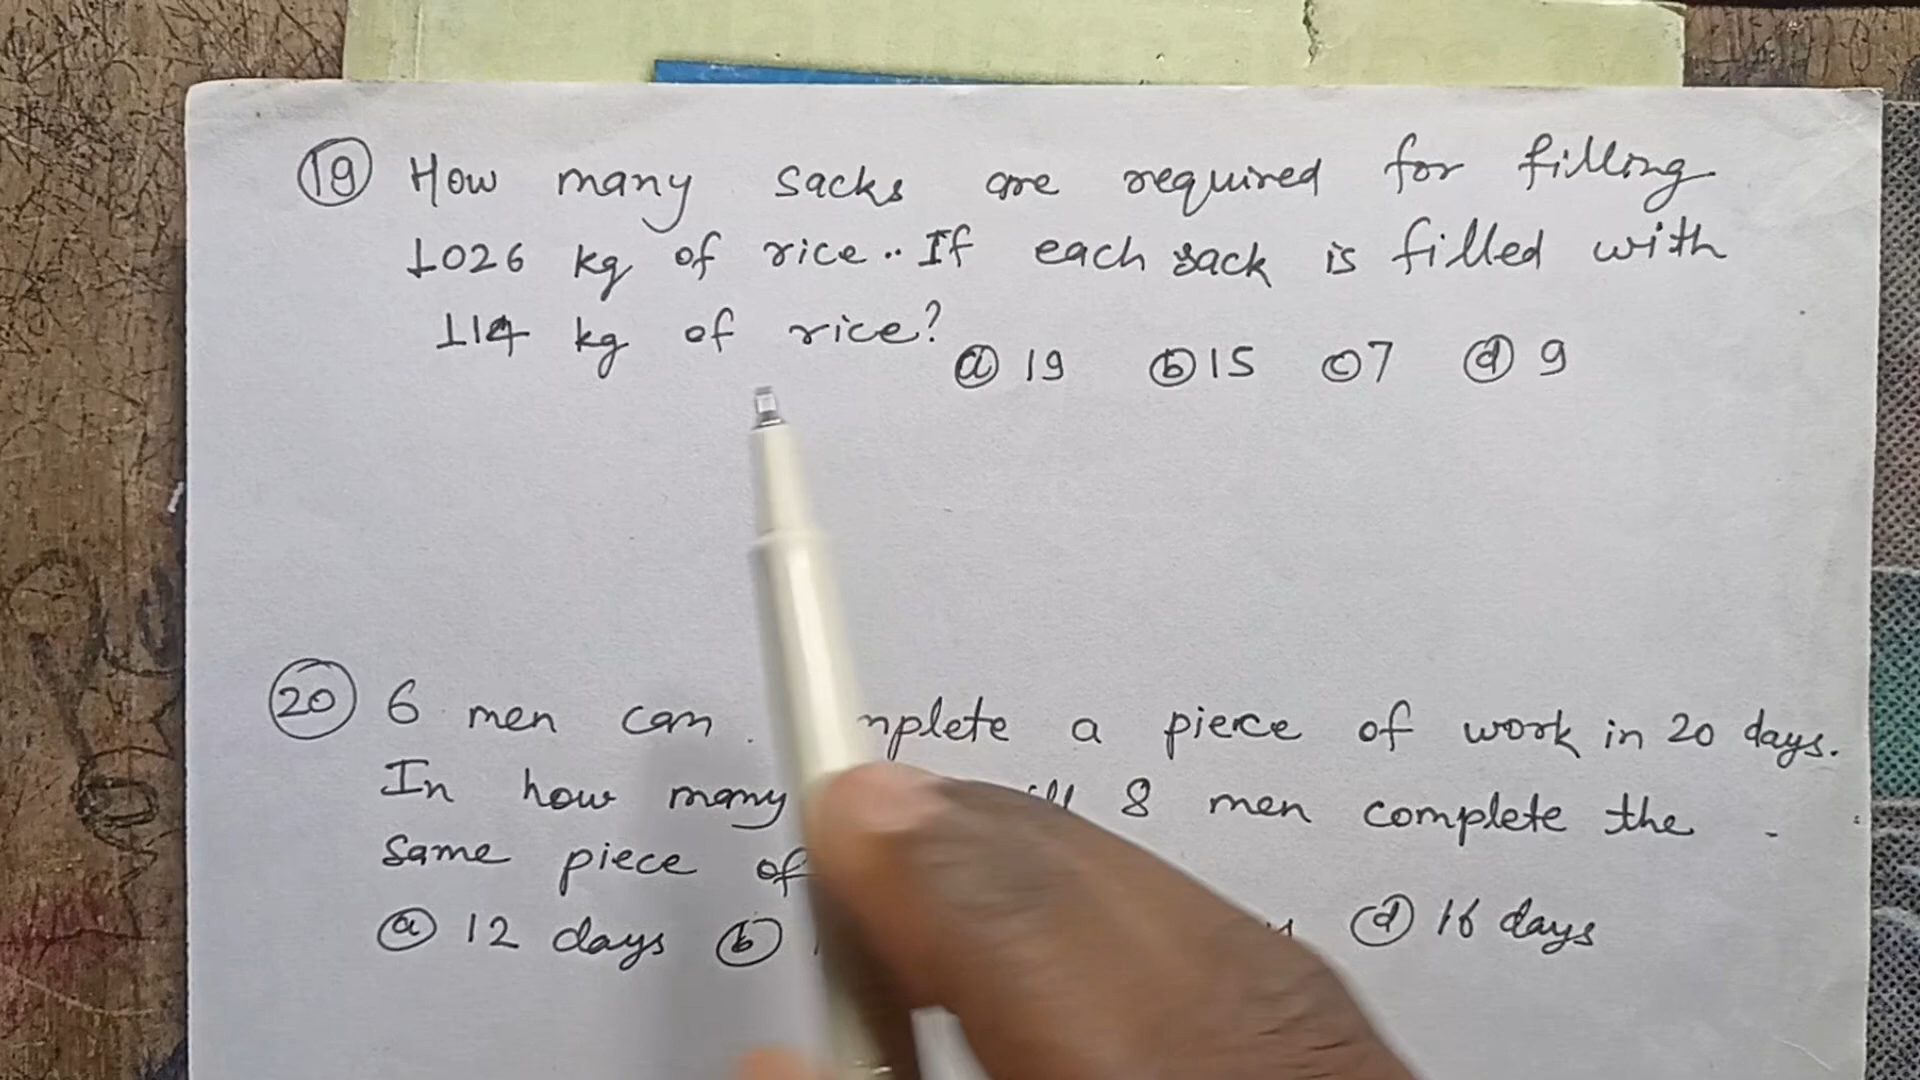 19 How many sacks are required for filling
1026 kg of rice.. If each sack is filled with
114 kg of rice?
a 19 b 15 c 7 d 9
20 6 men can a piece of work in 20 days.
In how many 8 men complete the
same piece of
a 12 days b d 16 days